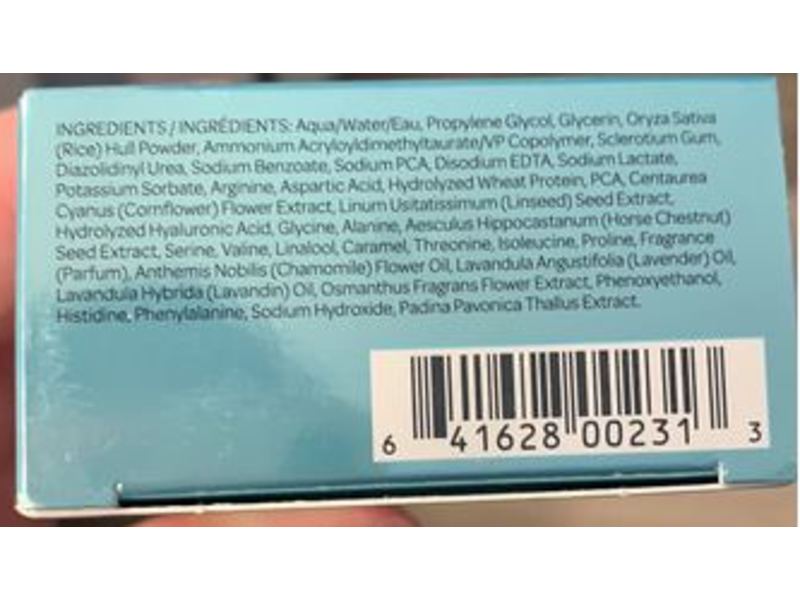 INGREDIENTS / INGRÉDIENTS: Aqua/Water/Eau, Propylene Glycol, Glycerin, Oryza Sativa
(Rice) Hull Powder, Ammonium Acryloyldimethyltaurate/VP Copolymer, Sclerotium Gum,
Diazolidinyl Urea, Sodium Benzoate, Sodium PCA, Disodium EDTA, Sodium Lactate,
Potassium Sorbate, Arginine, Aspartic Acid, Hydrolyzed Wheat Protein, PCA, Centaurea
Cyanus (Cornflower) Flower Extract, Linum Usitatissimum (Linseed) Seed Extract,
Hydrolyzed Hyaluronic Acid, Glycine, Alanine, Aesculus Hippocastanum (Horse Chestnut)
Seed Extract, Serine, Valine, Linalool, Caramel, Threonine, Isoleucine, Proline, Fragrance
(Parfum), Anthemis Nobilis (Chamomile) Flower Oil, Lavandula Angustifolia (Lavender) Oil,
Lavandula Hybrida (Lavandin) Oil, Osmanthus Fragrans Flower Extract, Phenoxyethanol,
Histidine, Phenylalanine, Sodium Hydroxide, Padina Pavonica Thallus Extract.
6 41628 00231 3